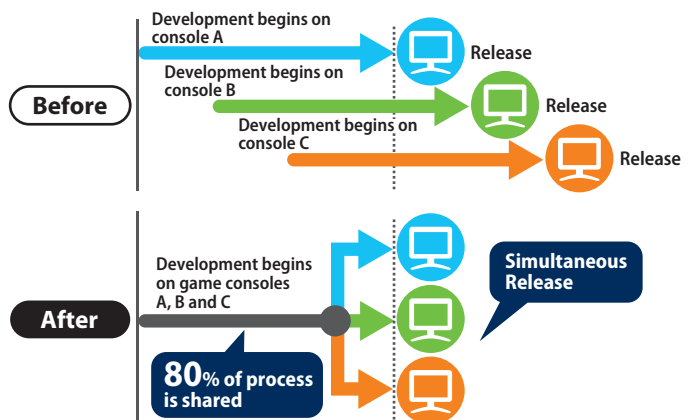 Development begins on
console A
Release
Development begins on
console B
Before
Release
Development begins on
console C
Release
Development begins
on game consoles
A, B and C
Simultaneous
Release
After
80% of process
is shared